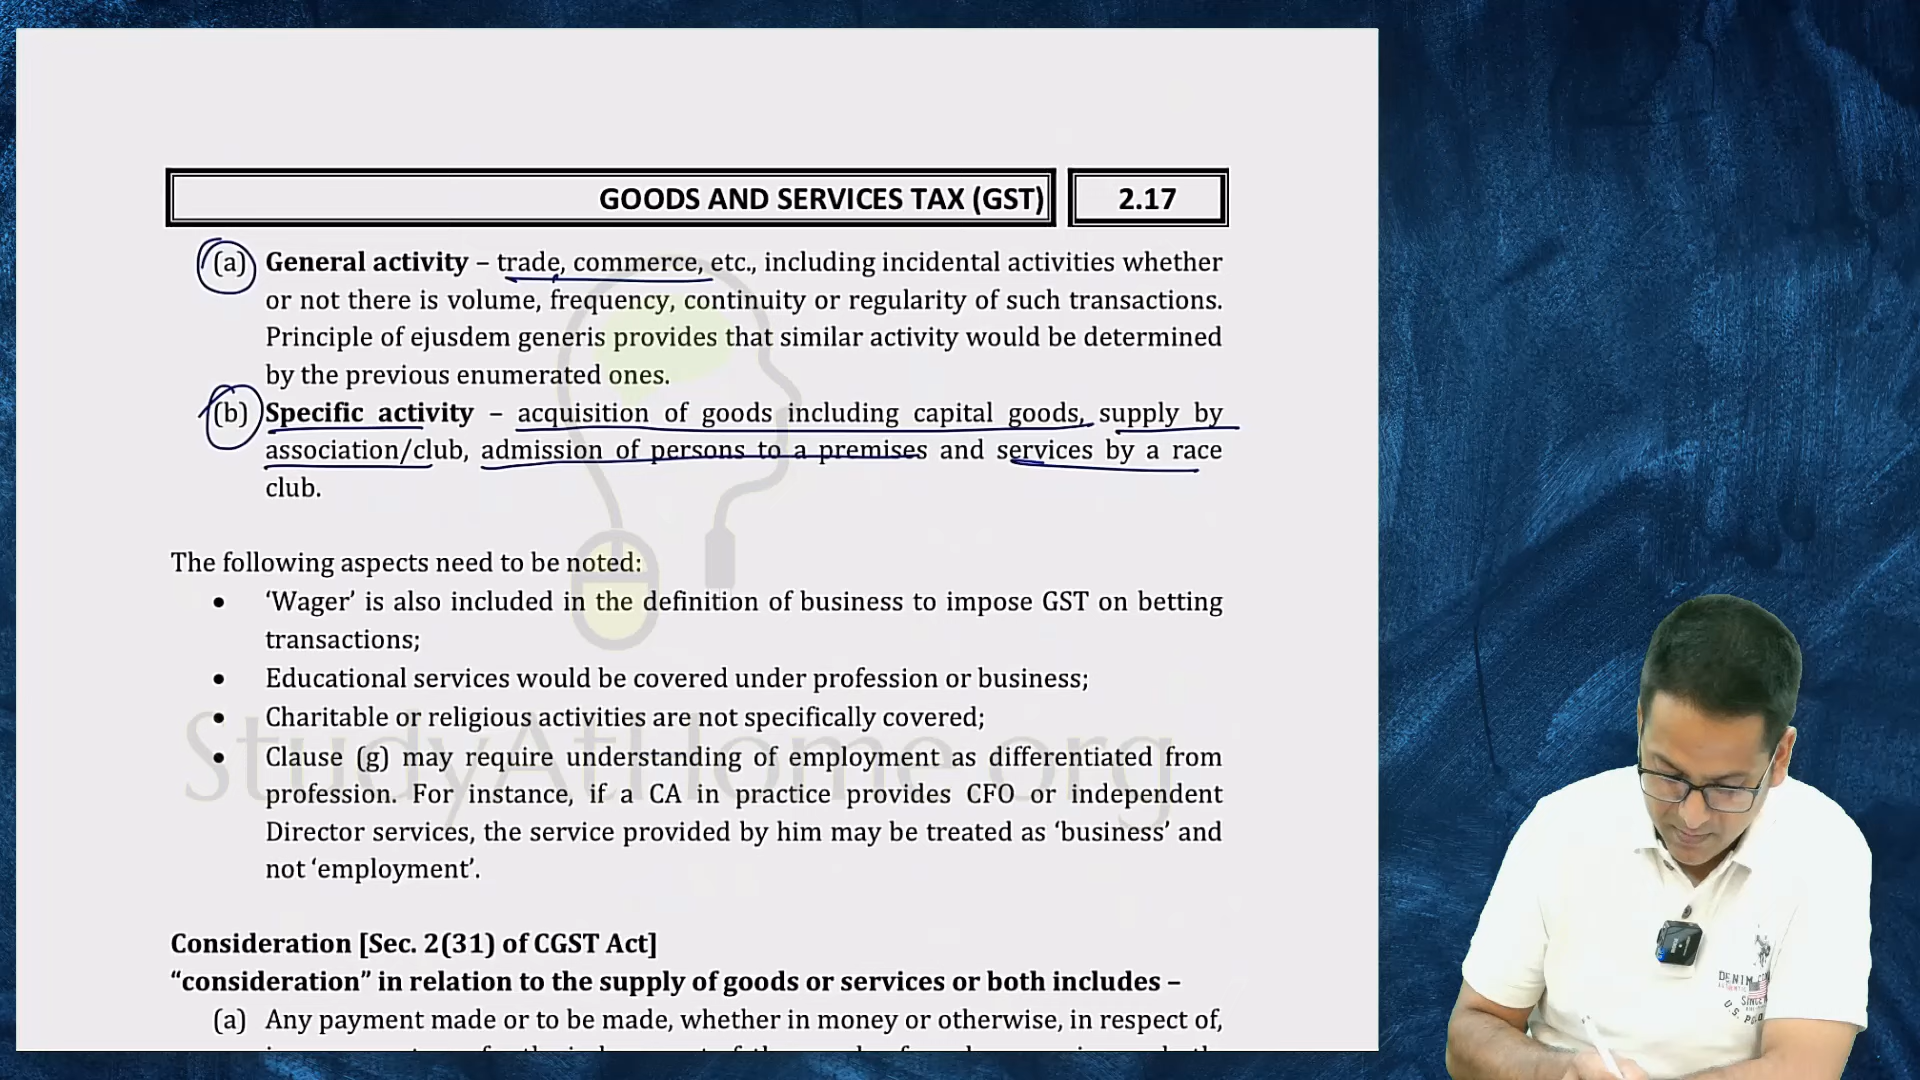 GOODS AND SERVICES TAX (GST) 2.17
(a) General activity – trade, commerce, etc., including incidental activities whether
or not there is volume, frequency, continuity or regularity of such transactions.
Principle of ejusdem generis provides that similar activity would be determined
by the previous enumerated ones.
(b) Specific activity – acquisition of goods including capital goods, supply by
association/club, admission of persons to a premises and services by a race
club.
The following aspects need to be noted:
• ‘Wager’ is also included in the definition of business to impose GST on betting
transactions;
• Educational services would be covered under profession or business;
• Charitable or religious activities are not specifically covered;
StudyAtHome.org
• Clause (g) may require understanding of employment as differentiated from
profession. For instance, if a CA in practice provides CFO or independent
Director services, the service provided by him may be treated as ‘business’ and
not ‘employment’.
Consideration [Sec. 2(31) of CGST Act]
“consideration” in relation to the supply of goods or services or both includes –
(a) Any payment made or to be made, whether in money or otherwise, in respect of,
DENIM
U.S. POLO